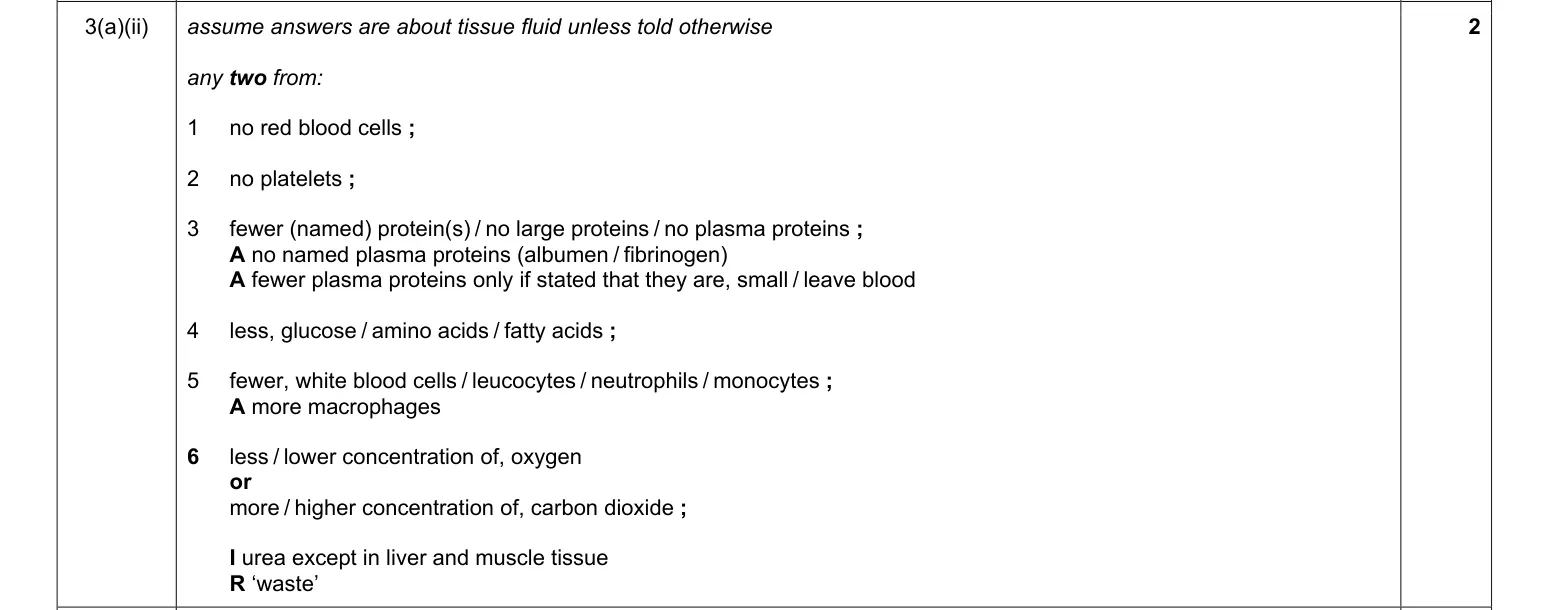 3(a)(ii) assume answers are about tissue fluid unless told otherwise 2
any two from:
1 no red blood cells ;
2 no platelets ;
3 fewer (named) protein(s) / no large proteins / no plasma proteins ;
A no named plasma proteins (albumen / fibrinogen)
A fewer plasma proteins only if stated that they are, small / leave blood
4 less, glucose / amino acids / fatty acids ;
5 fewer, white blood cells / leucocytes / neutrophils / monocytes ;
A more macrophages
6 less / lower concentration of, oxygen
or
more / higher concentration of, carbon dioxide ;
I urea except in liver and muscle tissue
R ‘waste’